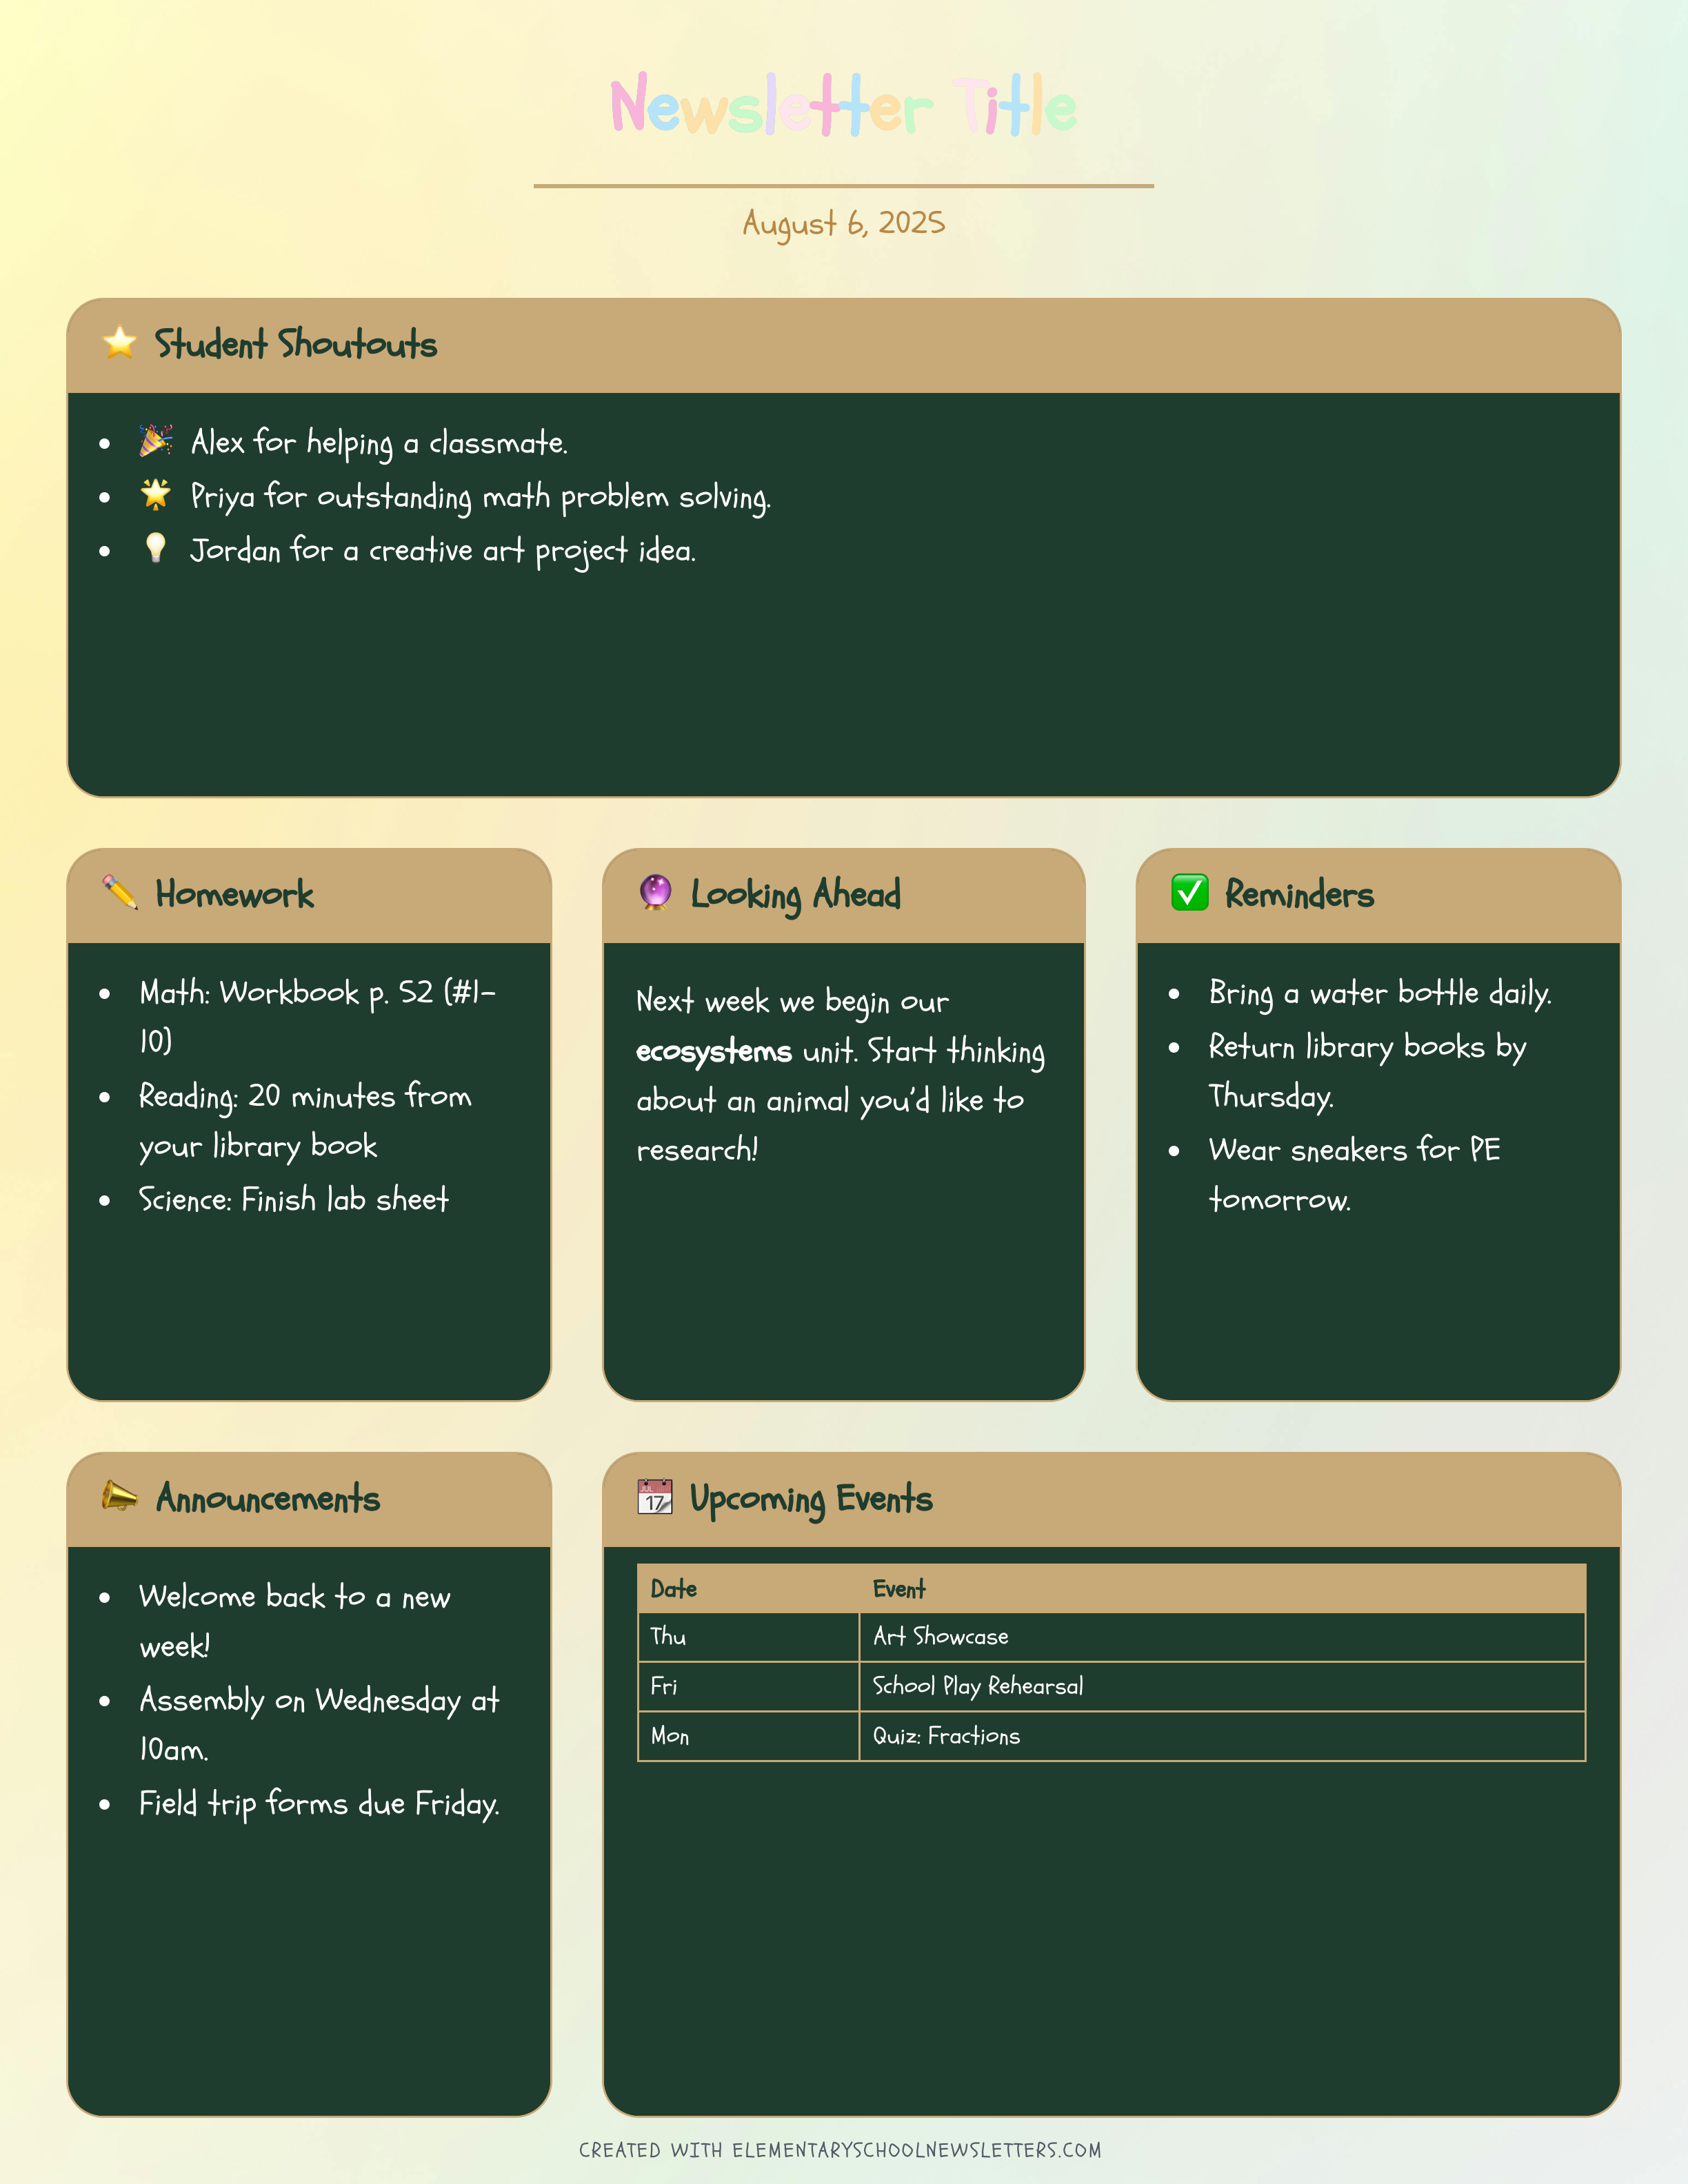 Newsletter Title
August 6, 2025
⭐ Student Shoutouts
• 🎉 Alex for helping a classmate.
• 🌟 Priya for outstanding math problem solving.
• 💡 Jordan for a creative art project idea.
✏️ Homework
• Math: Workbook p. 52 (#1–
10)
• Reading: 20 minutes from
your library book
• Science: Finish lab sheet
🔮 Looking Ahead
Next week we begin our
ecosystems unit. Start thinking
about an animal you'd like to
research!
✅ Reminders
• Bring a water bottle daily.
• Return library books by
Thursday.
• Wear sneakers for PE
tomorrow.
📣 Announcements
• Welcome back to a new
week!
• Assembly on Wednesday at
10am.
• Field trip forms due Friday.
📆 Upcoming Events
Date Event
Thu Art Showcase
Fri School Play Rehearsal
Mon Quiz: Fractions
CREATED WITH ELEMENTARYSCHOOLNEWSLETTERS.COM